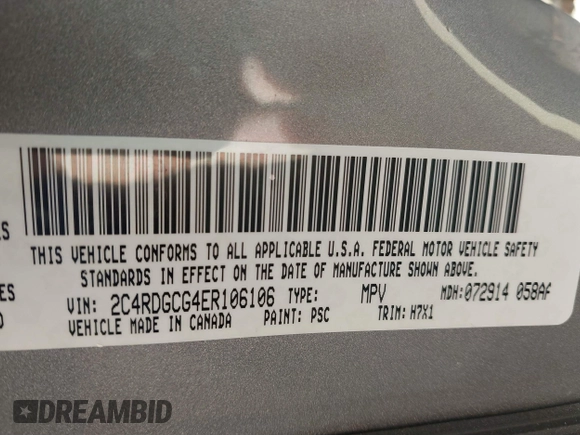 THIS VEHICLE CONFORMS TO ALL APPLICABLE U.S.A. FEDERAL MOTOR VEHICLE SAFETY
STANDARDS IN EFFECT ON THE DATE OF MANUFACTURE SHOWN ABOVE.
VIN: 2C4RDGCG4ER106106 TYPE: MPV MDH:072914 058AF
VEHICLE MADE IN CANADA PAINT: PSC TRIM: H7X1
DREAMBID